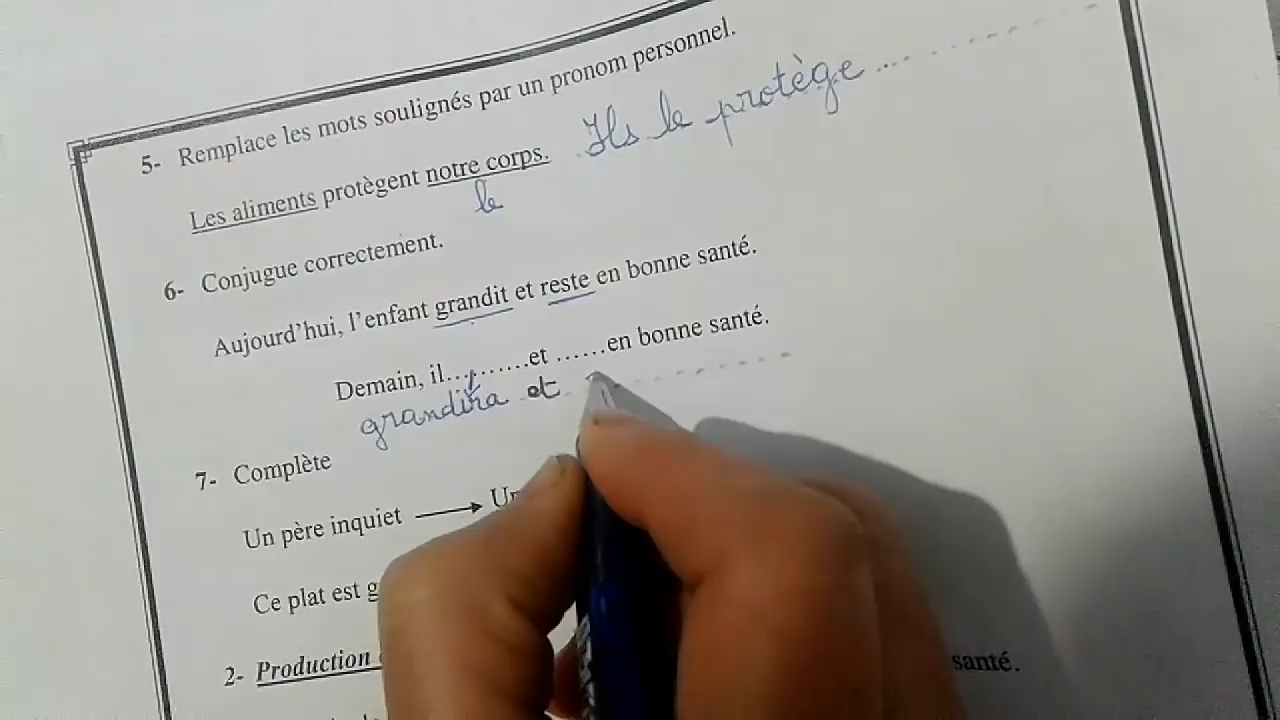 5- Remplace les mots soulignés par un pronom personnel.
Les aliments protègent notre corps. Ils le protège ....
le
6- Conjugue correctement.
Aujourd'hui, l'enfant grandit et reste en bonne santé.
Demain, il..........et ......en bonne santé.
grandira et
7- Complète
Un père inquiet → Un
Ce plat est g
2- Production santé.